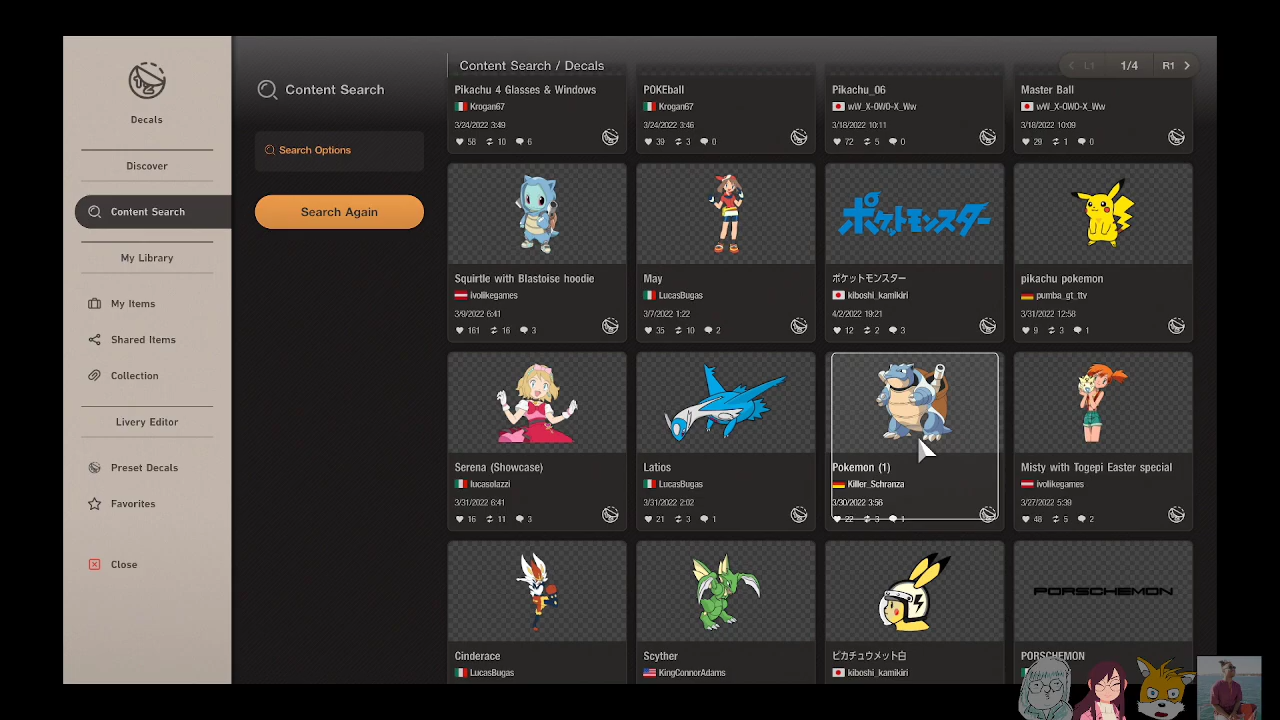 Decals
Discover
Content Search
My Library
My Items
Shared Items
Collection
Livery Editor
Preset Decals
Favorites
Close
Content Search
Search Options
Search Again
Content Search / Decals
L1 1/4 R1
Pikachu 4 Glasses & Windows
Krogan67
3/24/2022 3:49
58 10 6
POKEball
Krogan67
3/24/2022 3:46
39 3 0
Pikachu_06
wW_X-0W0-X_Ww
3/18/2022 10:11
72 5 0
Master Ball
wW_X-0W0-X_Ww
3/18/2022 10:09
29 1 0
Squirtle with Blastoise hoodie
ivolikegames
3/9/2022 6:41
161 16 3
May
LucasBugas
3/7/2022 1:22
35 10 2
ポケットモンスター
ポケットモンスター
kiboshi_kamikiri
4/2/2022 19:21
12 2 3
pikachu pokemon
pumba_gt_ttv
3/31/2022 12:58
9 3 1
Serena (Showcase)
lucasolazzi
3/31/2022 6:41
16 11 3
Latios
LucasBugas
3/31/2022 2:02
21 3 1
Pokemon (1)
Killer_Schranza
3/30/2022 3:56
22 3 1
Misty with Togepi Easter special
ivolikegames
3/27/2022 5:39
48 5 2
Cinderace
LucasBugas
Scyther
KingConnorAdams
ピカチュウメット白
kiboshi_kamikiri
PORSCHEMON
PORSCHEMON